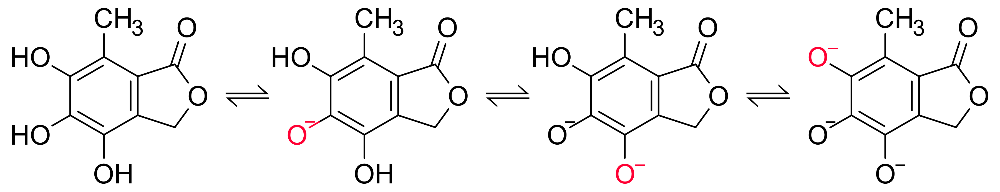 CH3 O CH3 O CH3 O CH3 O
HO HO HO O−
O O O O
HO O− O− O−
OH OH O− O−